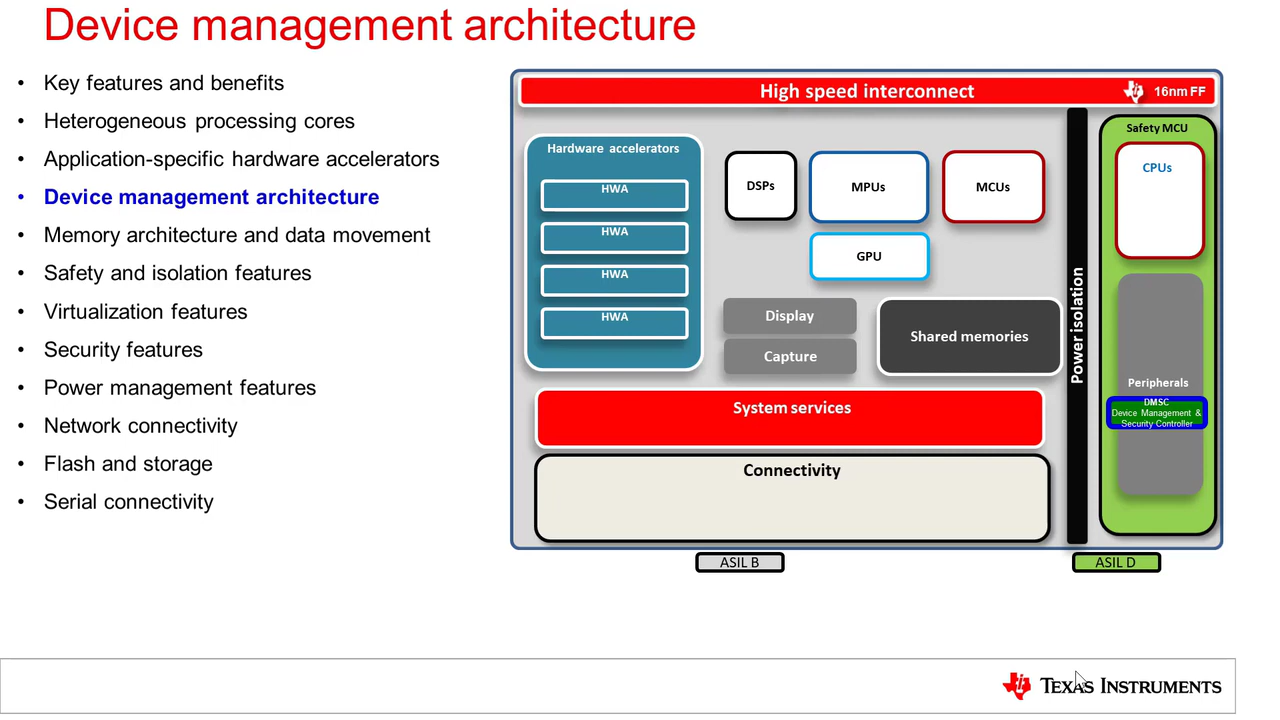 Device management architecture
• Key features and benefits
• Heterogeneous processing cores
• Application-specific hardware accelerators
• Device management architecture
• Memory architecture and data movement
• Safety and isolation features
• Virtualization features
• Security features
• Power management features
• Network connectivity
• Flash and storage
• Serial connectivity
High speed interconnect
16nm FF
Hardware accelerators
HWA
HWA
HWA
HWA
DSPs
MPUs
MCUs
GPU
Display
Capture
Shared memories
System services
Connectivity
Power isolation
Safety MCU
CPUs
Peripherals
DMSC
Device Management &
Security Controller
ASIL B
ASIL D
TEXAS INSTRUMENTS